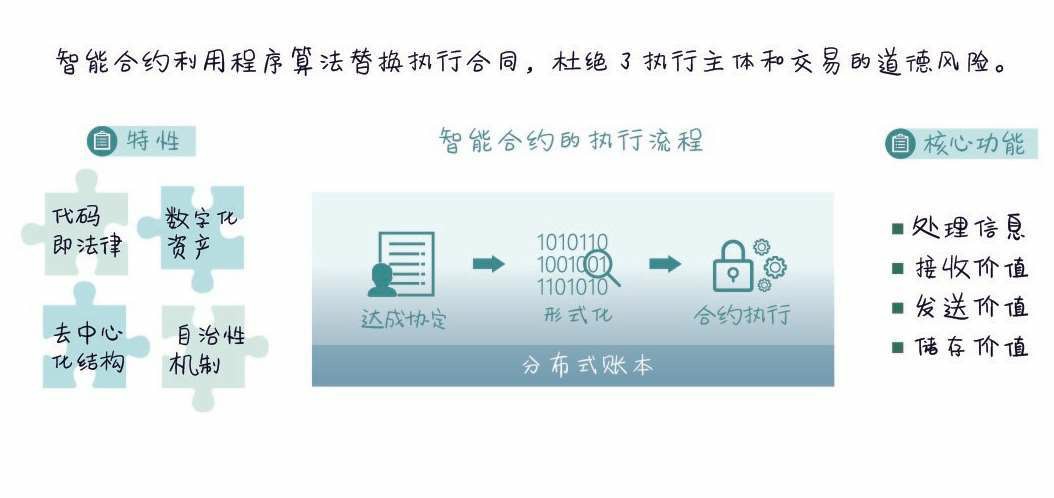 智能合约利用程序算法替换执行合同，杜绝了执行主体和交易的道德风险。
特性
代码
即法律
数字化
资产
去中心
化结构
自治性
机制
智能合约的执行流程
1010110
1001001
1101010
达成协定
形式化
合约执行
分布式账本
核心功能
处理信息
接收价值
发送价值
储存价值